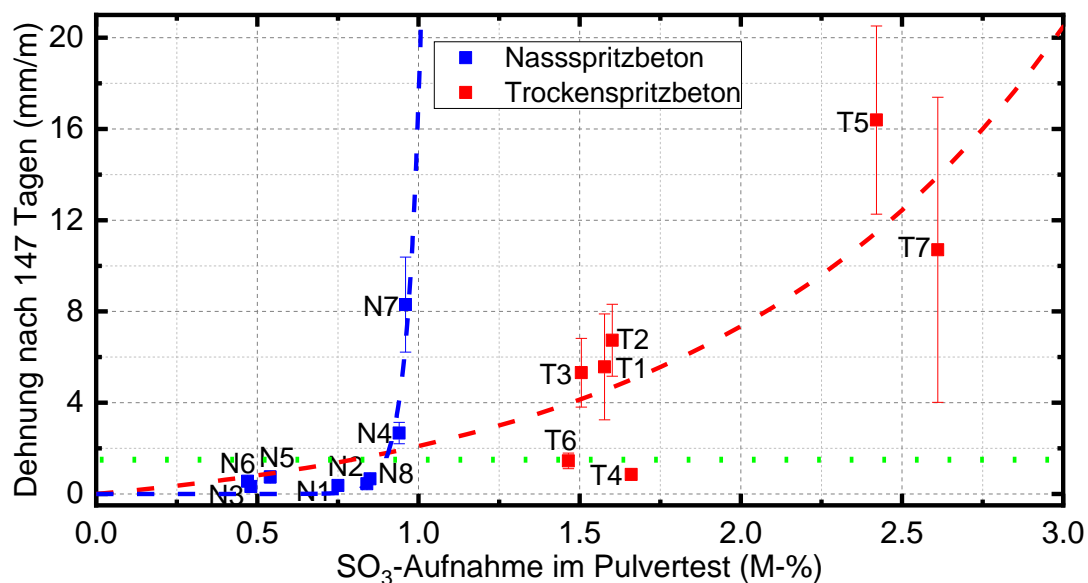 Dehnung nach 147 Tagen (mm/m)
20
16
12
8
4
0
Nassspritzbeton
Trockenspritzbeton
T5
T7
N7
T2
T3
T1
N4
T6
N6
N5
N2
N8
T4
N3
N1
0.0
0.5
1.0
1.5
2.0
2.5
3.0
SO₃-Aufnahme im Pulvertest (M-%)